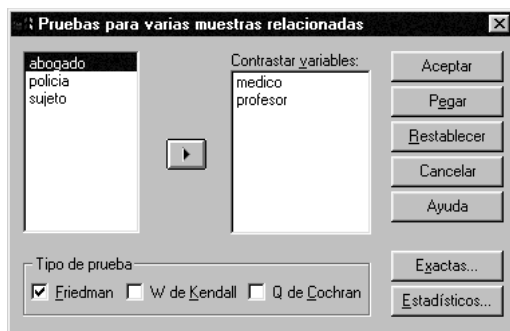 Pruebas para varias muestras relacionadas
abogado
policia
sujeto
Contrastar variables:
medico
profesor
Aceptar
Pegar
Restablecer
Cancelar
Ayuda
Tipo de prueba
Friedman W de Kendall Q de Cochran
Exactas...
Estadísticos...